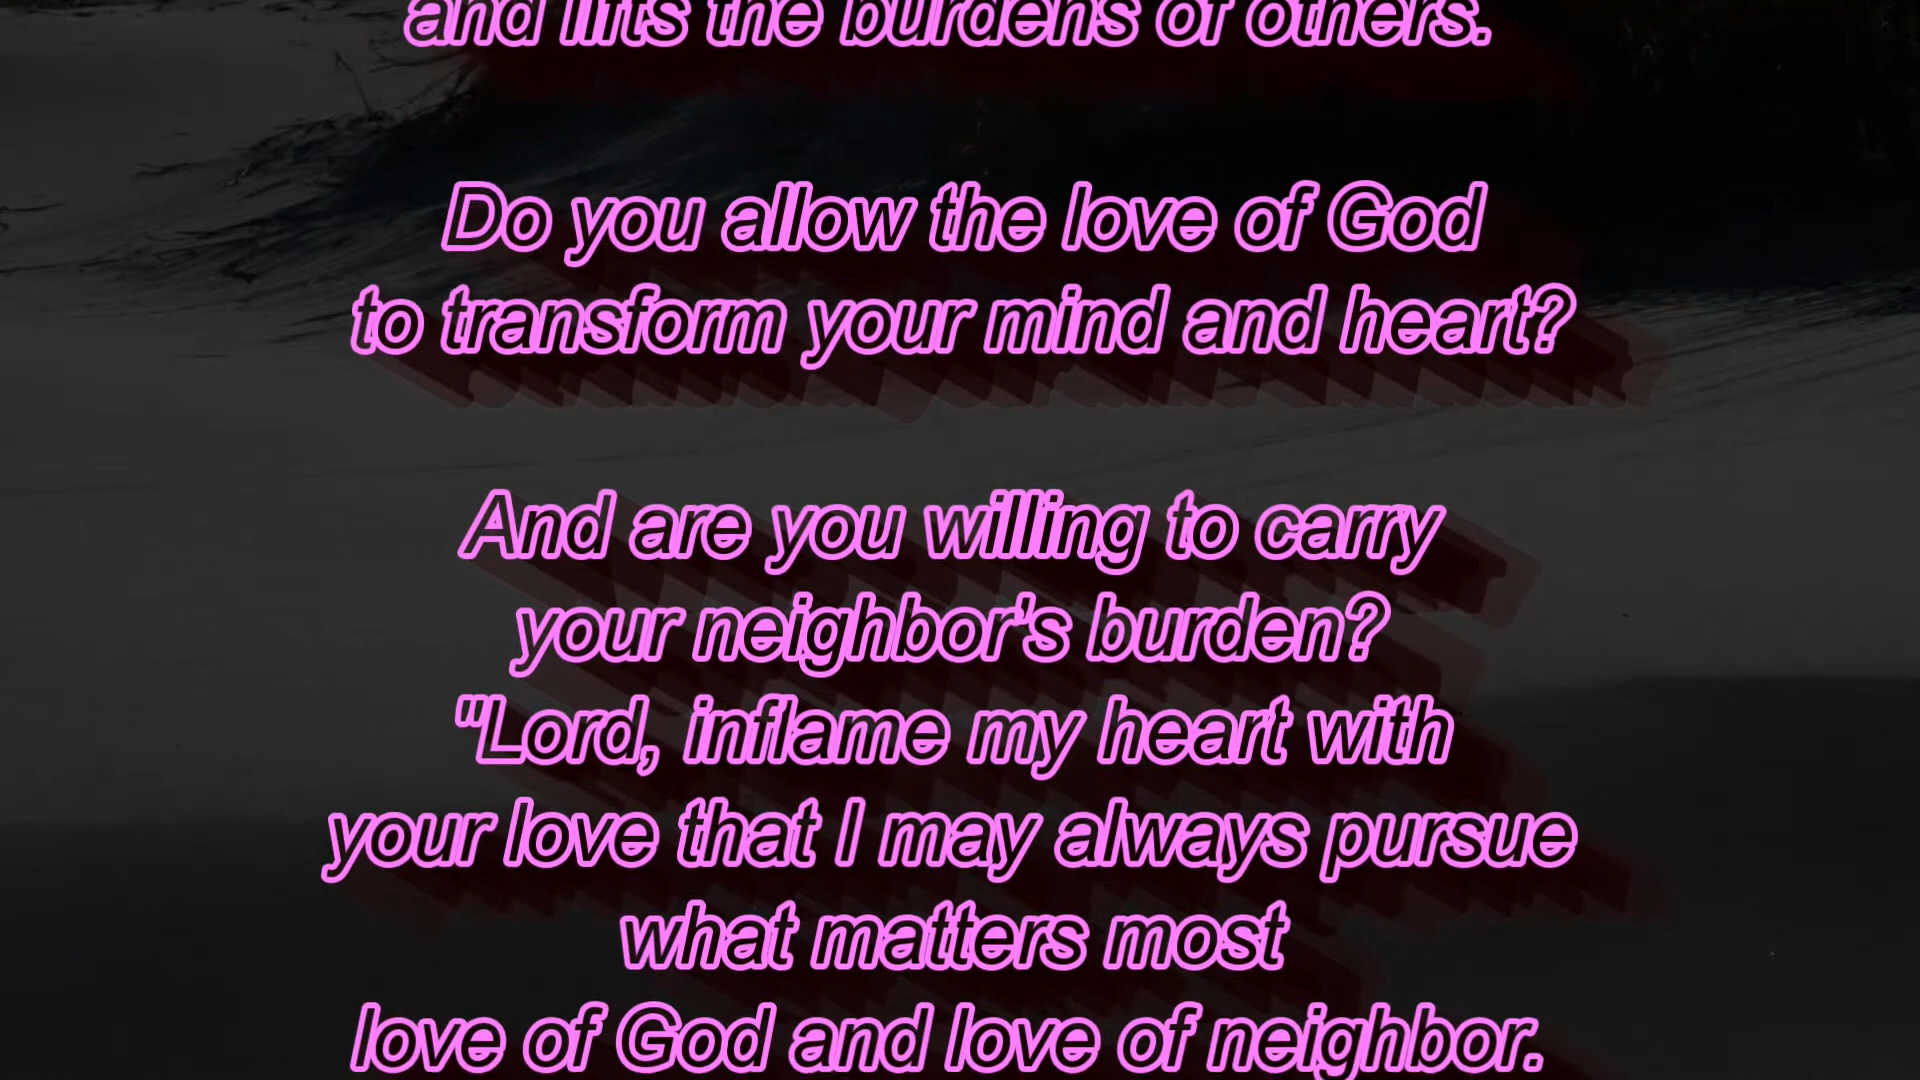 and lifts the burdens of others.
Do you allow the love of God
to transform your mind and heart?
And are you willing to carry
your neighbor's burden?
"Lord, inflame my heart with
your love that I may always pursue
what matters most
love of God and love of neighbor.